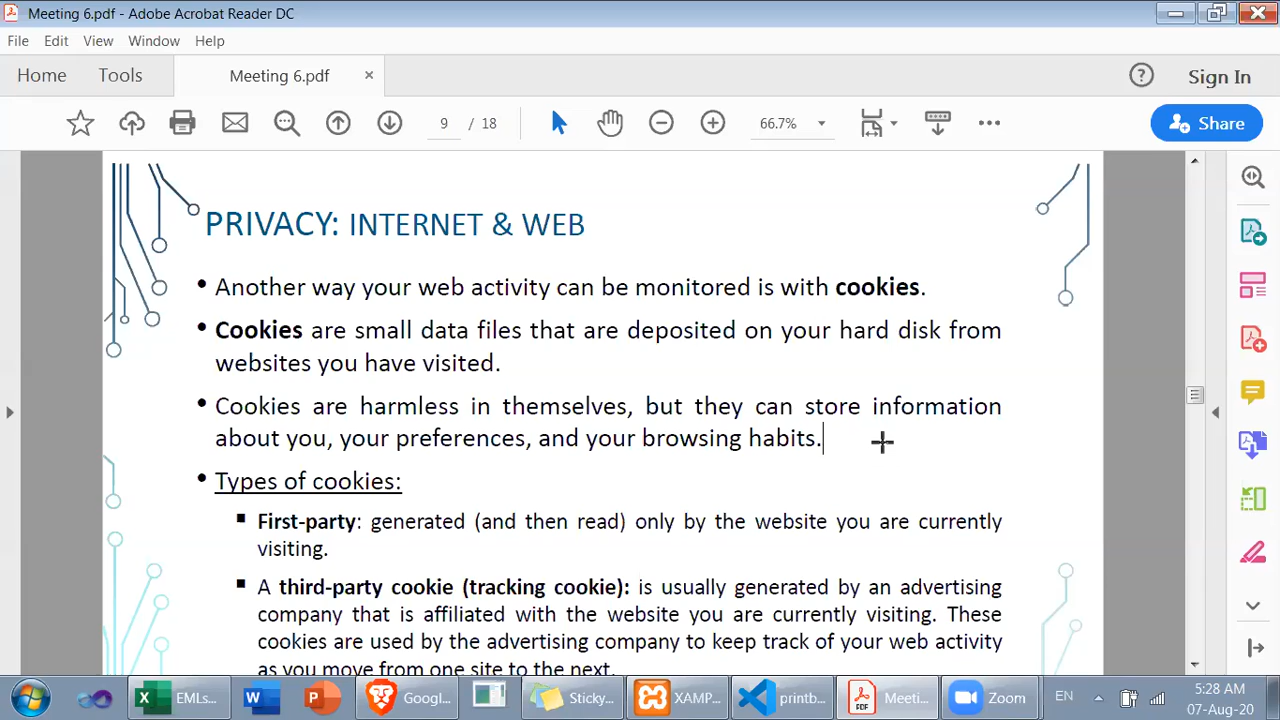 Meeting 6.pdf - Adobe Acrobat Reader DC
File Edit View Window Help
Home Tools Meeting 6.pdf × Sign In
9 / 18 66.7% Share
PRIVACY: INTERNET & WEB
• Another way your web activity can be monitored is with cookies.
• Cookies are small data files that are deposited on your hard disk from
websites you have visited.
• Cookies are harmless in themselves, but they can store information
about you, your preferences, and your browsing habits.
• Types of cookies:
▪ First-party: generated (and then read) only by the website you are currently
visiting.
▪ A third-party cookie (tracking cookie): is usually generated by an advertising
company that is affiliated with the website you are currently visiting. These
cookies are used by the advertising company to keep track of your web activity
as you move from one site to the next.
EMLs... Googl... Sticky... XAMP... printb... Meeti... Zoom EN 5:28 AM
07-Aug-20